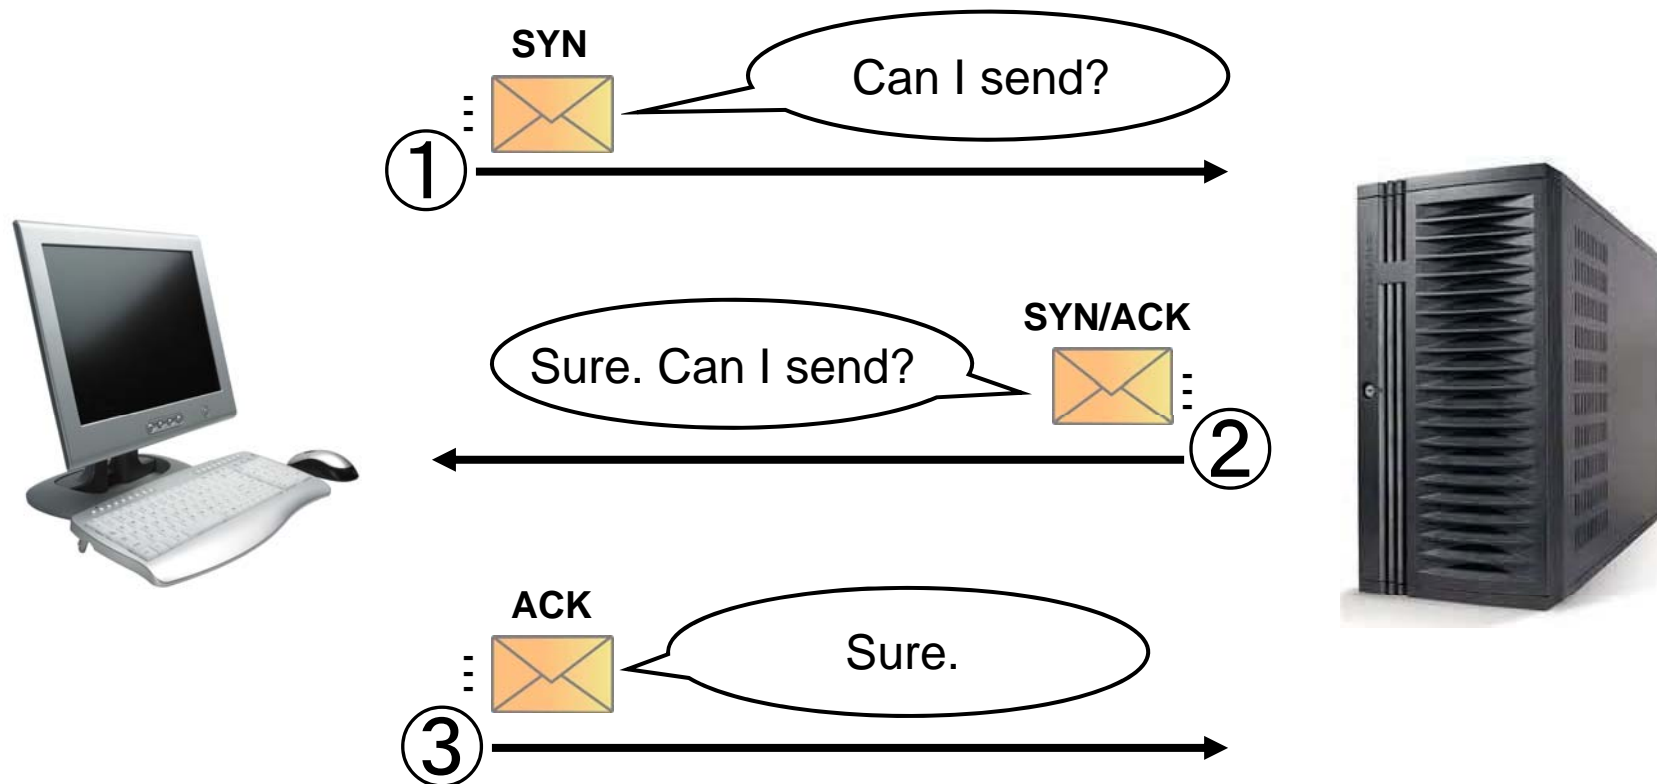 SYN
Can I send?
①
SYN/ACK
Sure. Can I send?
②
ACK
Sure.
③